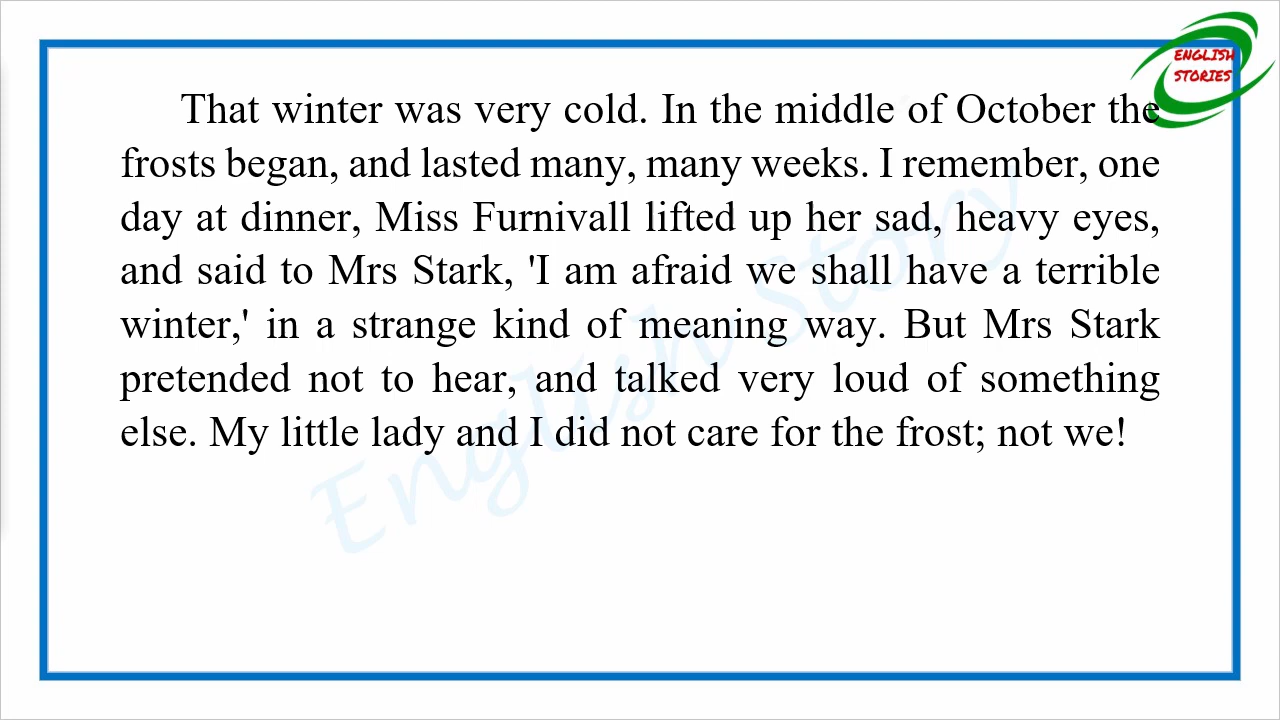 ENGLISH
STORIES
That winter was very cold. In the middle of October the
frosts began, and lasted many, many weeks. I remember, one
day at dinner, Miss Furnivall lifted up her sad, heavy eyes,
and said to Mrs Stark, 'I am afraid we shall have a terrible
winter,' in a strange kind of meaning way. But Mrs Stark
pretended not to hear, and talked very loud of something
else. My little lady and I did not care for the frost; not we!
English Story